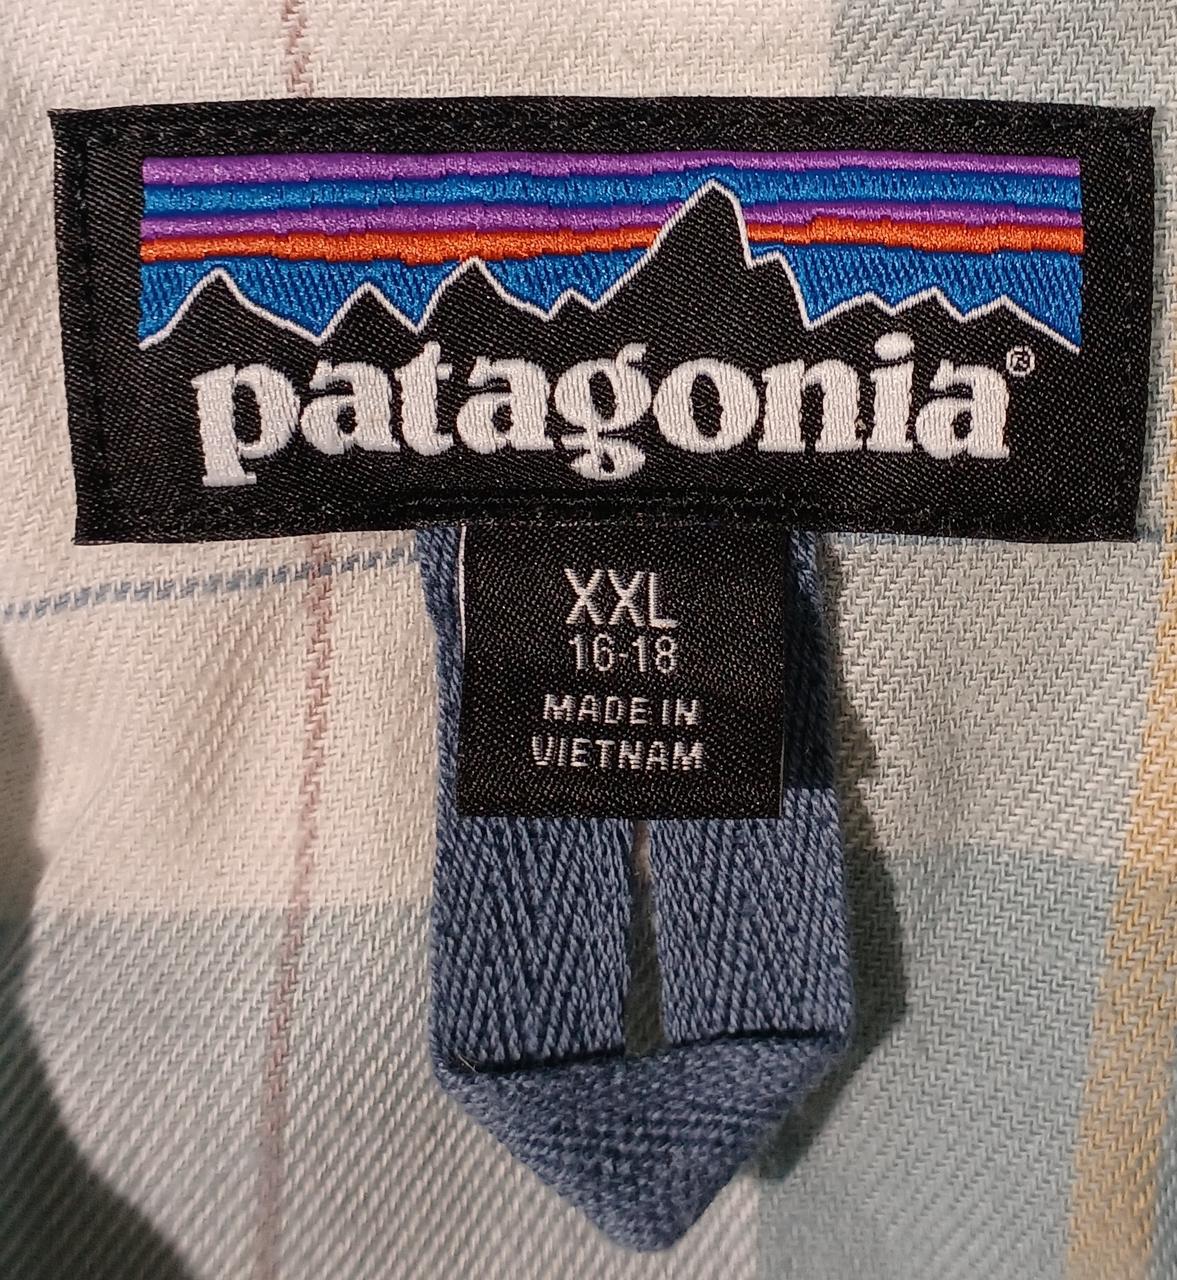 patagonia®
XXL
16-18
MADE IN
VIETNAM